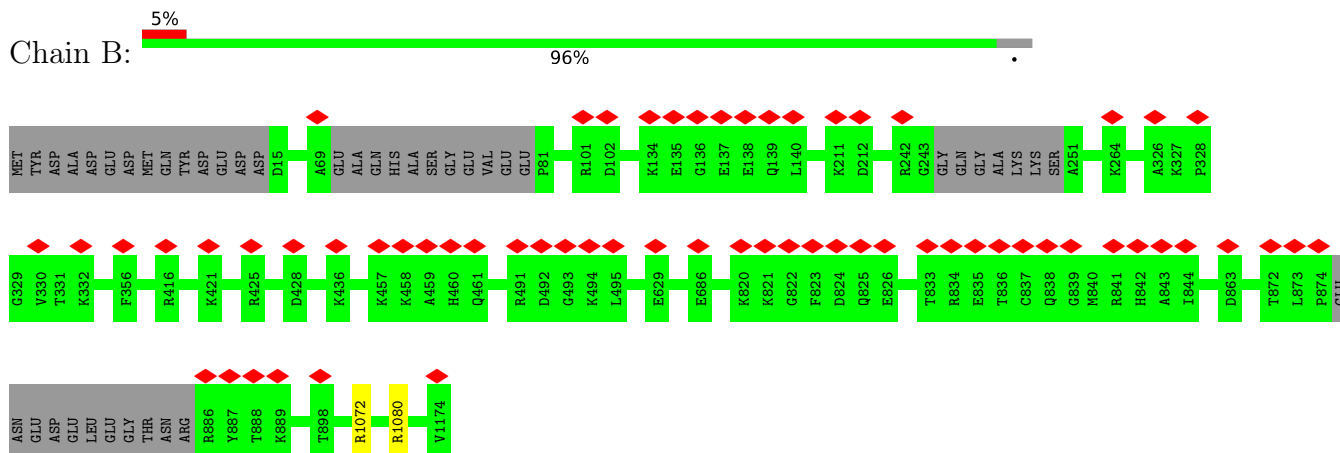 5%
Chain B:
96%
.
MET TYR ASP ALA ASP GLU ASP MET GLN TYR ASP GLU ASP ASP D15 A69 GLU ALA GLN HIS ALA SER GLY GLU VAL GLU GLU P81 R101 D102 K134 E135 G136 E137 E138 Q139 L140 K211 D212 R242 G243 GLY GLN GLY ALA LYS LYS SER A251 K264 A326 K327 P328
G329 V330 T331 K332 F356 R416 K421 R425 D428 K436 K457 K458 A459 H460 Q461 R491 D492 G493 K494 L495 E629 E686 K820 K821 G822 F823 D824 Q825 E826 T833 R834 E835 T836 C837 Q838 G839 M840 R841 H842 A843 I844 D863 T872 L873 P874 GLU
ASN GLU ASP GLU LEU GLU GLY THR ASN ARG R886 Y887 T888 K889 T898 R1072 R1080 V1174